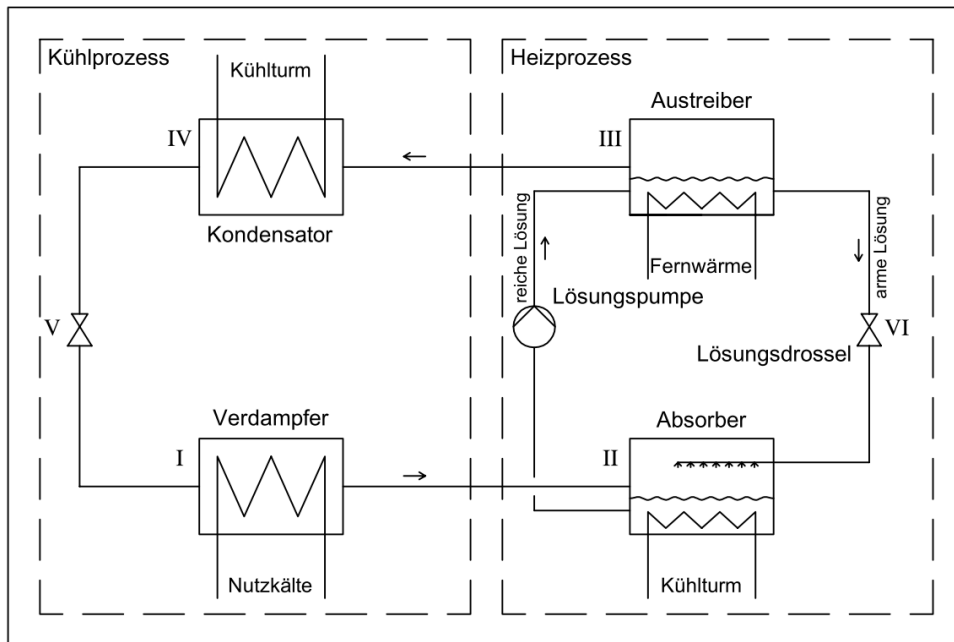 Kühlprozess
Heizprozess
Kühlturm
Austreiber
IV
III
Kondensator
reiche Lösung
Fernwärme
arme Lösung
Lösungspumpe
V
VI
Lösungsdrossel
Verdampfer
Absorber
I
II
Nutzkälte
Kühlturm